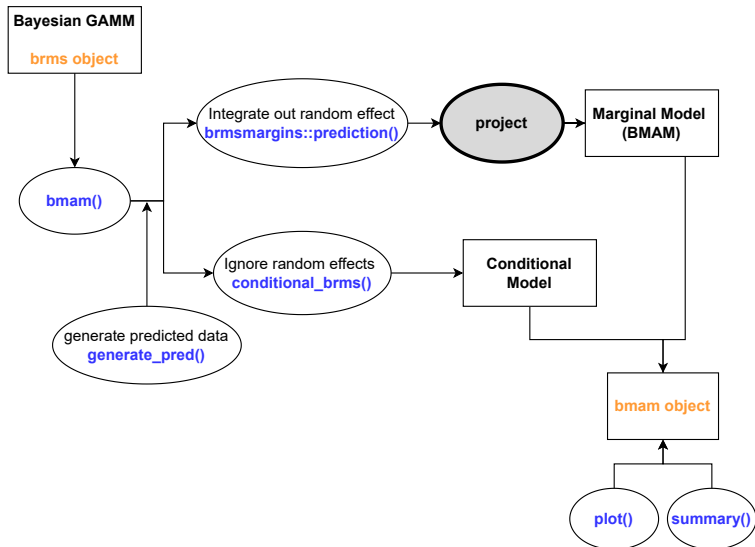 Bayesian GAMM
brms object
Integrate out random effect
brmsmargins::prediction()
project
Marginal Model
(BMAM)
bmam()
Ignore random effects
conditional_brms()
Conditional
Model
generate predicted data
generate_pred()
bmam object
plot()
summary()